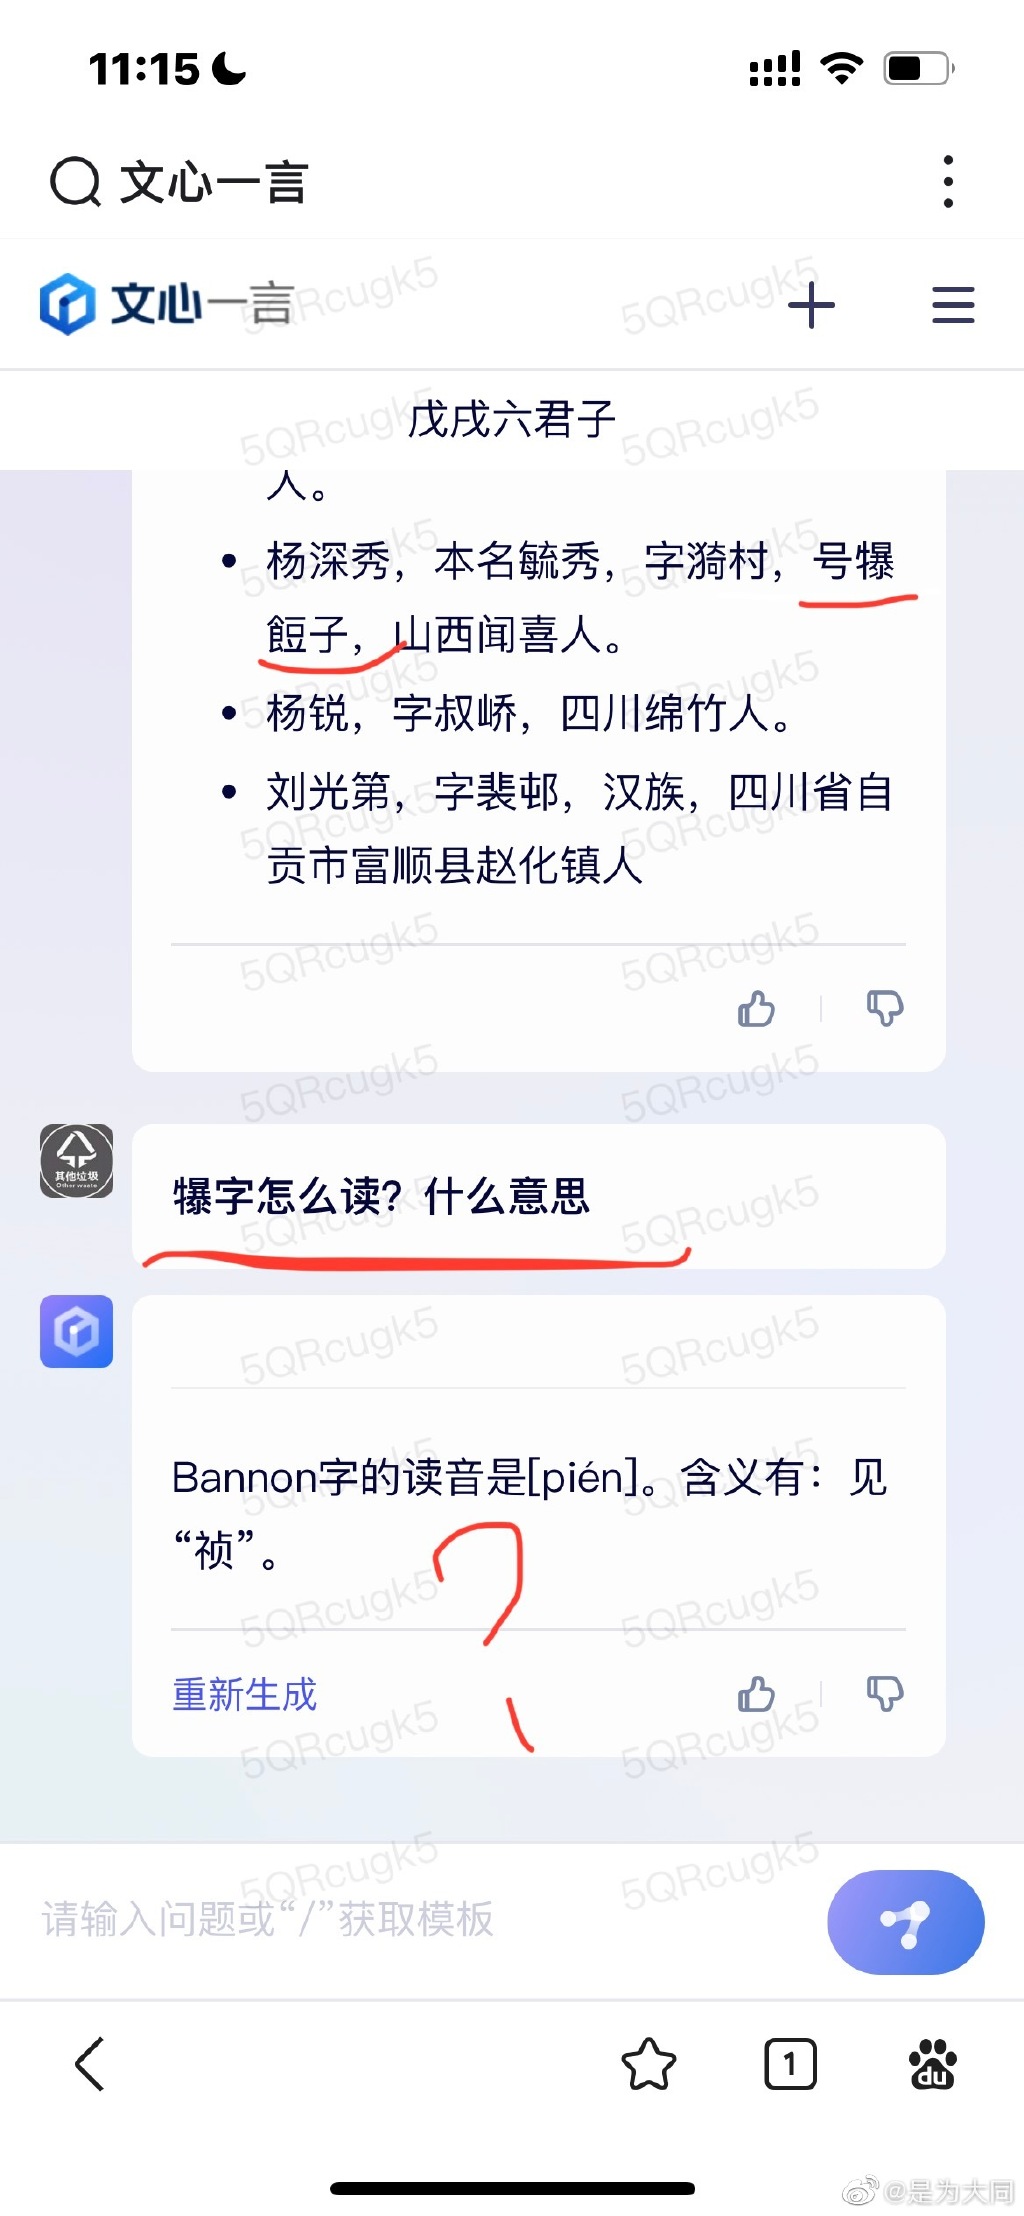 11:15
文心一言
文心一言
戊戌六君子
人。
杨深秀，本名毓秀，字漪村，号犦
䬦子，山西闻喜人。
杨锐，字叔峤，四川绵竹人。
刘光第，字裴邨，汉族，四川省自
贡市富顺县赵化镇人
其他垃圾
Other waste
犦字怎么读？什么意思
Bannon字的读音是[pién]。含义有：见
“祯”。
?
重新生成
请输入问题或“/”获取模板
1
du
@是为大同
5QRcugk5